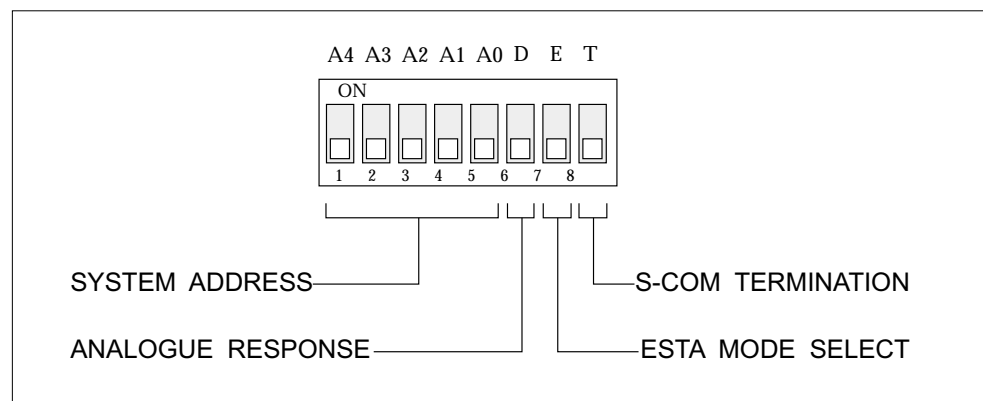 A4 A3 A2 A1 A0 D E T
ON
1 2 3 4 5 6 7 8
SYSTEM ADDRESS
S-COM TERMINATION
ANALOGUE RESPONSE
ESTA MODE SELECT